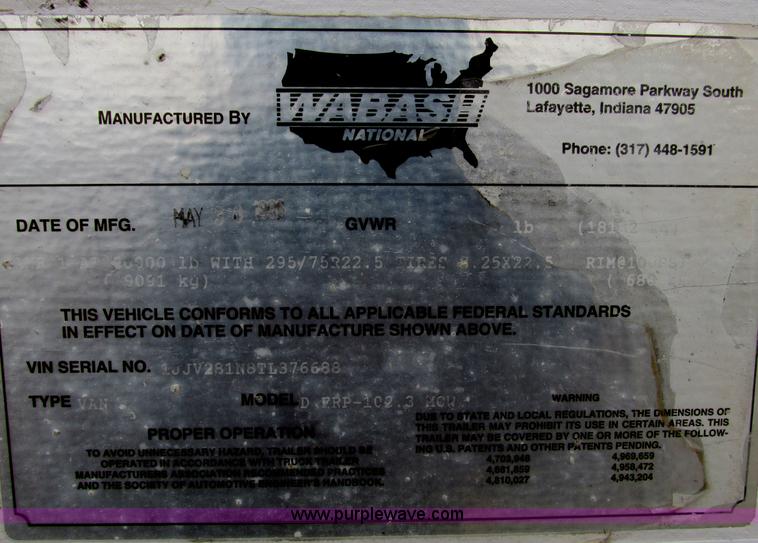 MANUFACTURED BY
WABASH
NATIONAL
1000 Sagamore Parkway South
Lafayette, Indiana 47905
Phone: (317) 448-1591
DATE OF MFG. MAY GVWR lb
lb WITH 295/75R22.5
9091 kg)
THIS VEHICLE CONFORMS TO ALL APPLICABLE FEDERAL STANDARDS
IN EFFECT ON DATE OF MANUFACTURE SHOWN ABOVE.
VIN SERIAL NO. 1JJV281N8TL376688
TYPE VAN MODEL
PROPER OPERATION
TO AVOID UNNECESSARY HAZARD, TRAILER SHOULD BE
OPERATED IN ACCORDANCE WITH TRUCK TRAILER
MANUFACTURERS ASSOCIATION RECOMMENDED PRACTICES
AND THE SOCIETY OF AUTOMOTIVE ENGINEER'S HANDBOOK.
WARNING
DUE TO STATE AND LOCAL REGULATIONS, THE DIMENSIONS OF
THIS TRAILER MAY PROHIBIT ITS USE IN CERTAIN AREAS. THIS
TRAILER MAY BE COVERED BY ONE OR MORE OF THE FOLLOW-
ING U.S. PATENTS AND OTHER PATENTS PENDING.
4,703,948 4,969,659
4,681,859 4,958,472
4,810,027 4,943,204
www.purplewave.com